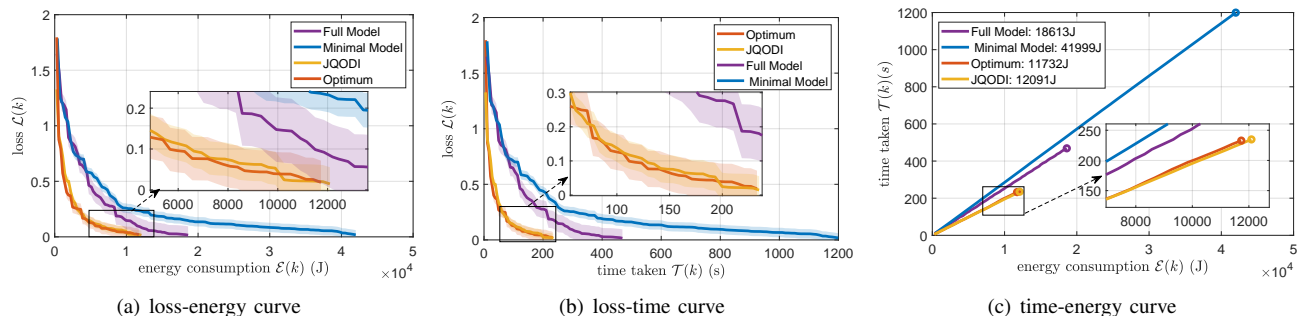 2
1.5
1
0.5
0
loss L(k)
Full Model
Minimal Model
JQODI
Optimum
0.2
0.1
0
6000 8000 10000 12000
0 1 2 3 4 5
energy consumption E(k) (J)
×10⁴
(a) loss-energy curve
2
1.5
1
0.5
0
loss L(k)
Optimum
JQODI
Full Model
Minimal Model
0.3
0.2
0.1
0
100 150 200
0 200 400 600 800 1000 1200
time taken T(k) (s)
(b) loss-time curve
1200
1000
800
600
400
200
0
time taken T(k)(s)
Full Model: 18613J
Minimal Model: 41999J
Optimum: 11732J
JQODI: 12091J
250
200
150
8000 10000 12000
0 1 2 3 4 5
energy consumption E(k) (J)
×10⁴
(c) time-energy curve